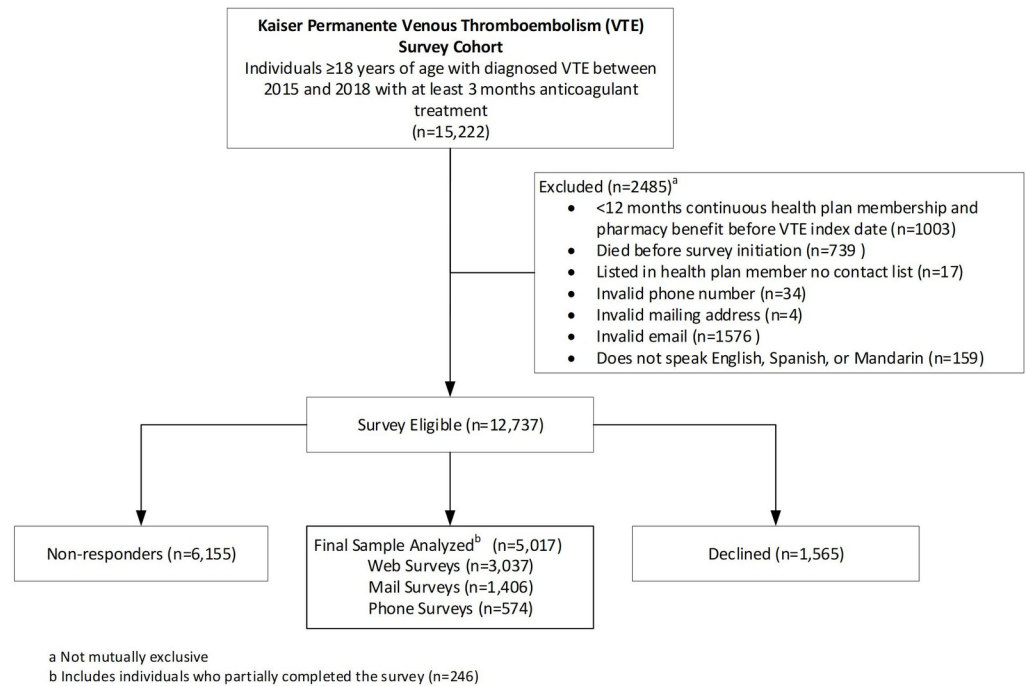 Kaiser Permanente Venous Thromboembolism (VTE)
Survey Cohort
Individuals ≥18 years of age with diagnosed VTE between
2015 and 2018 with at least 3 months anticoagulant
treatment
(n=15,222)
Excluded (n=2485)a
• <12 months continuous health plan membership and
pharmacy benefit before VTE index date (n=1003)
• Died before survey initiation (n=739 )
• Listed in health plan member no contact list (n=17)
• Invalid phone number (n=34)
• Invalid mailing address (n=4)
• Invalid email (n=1576 )
• Does not speak English, Spanish, or Mandarin (n=159)
Survey Eligible (n=12,737)
Non-responders (n=6,155)
Final Sample Analyzedb (n=5,017)
Web Surveys (n=3,037)
Mail Surveys (n=1,406)
Phone Surveys (n=574)
Declined (n=1,565)
a Not mutually exclusive
b Includes individuals who partially completed the survey (n=246)